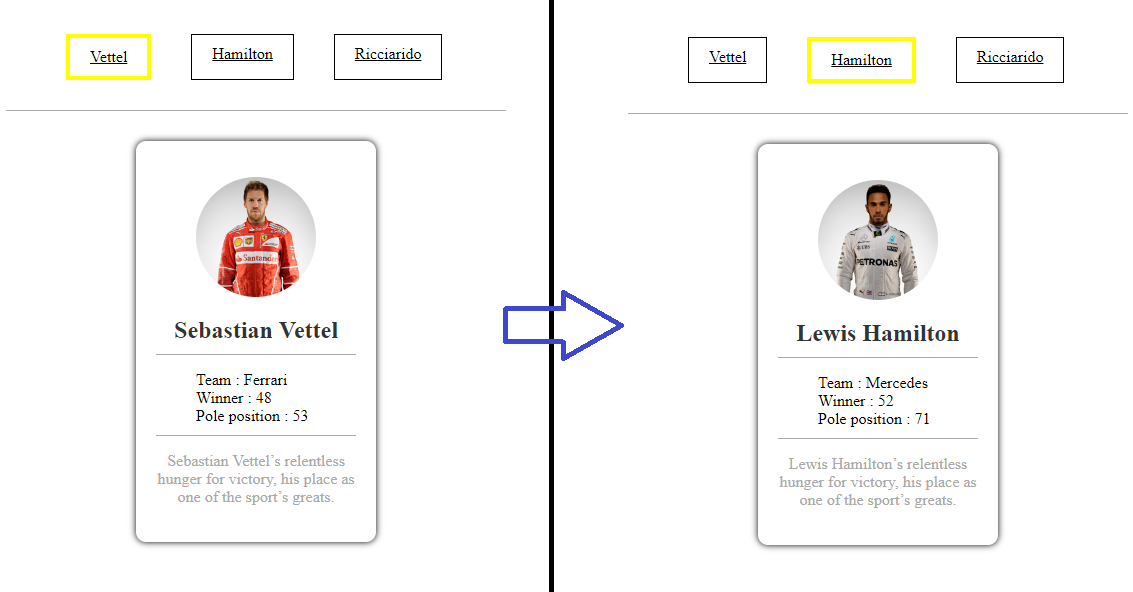 Vettel
Hamilton
Ricciarido
Santander
Sebastian Vettel
Team : Ferrari
Winner : 48
Pole position : 53
Sebastian Vettel’s relentless
hunger for victory, his place as
one of the sport’s greats.
Vettel
Hamilton
Ricciarido
PETRONAS
Lewis Hamilton
Team : Mercedes
Winner : 52
Pole position : 71
Lewis Hamilton’s relentless
hunger for victory, his place as
one of the sport’s greats.